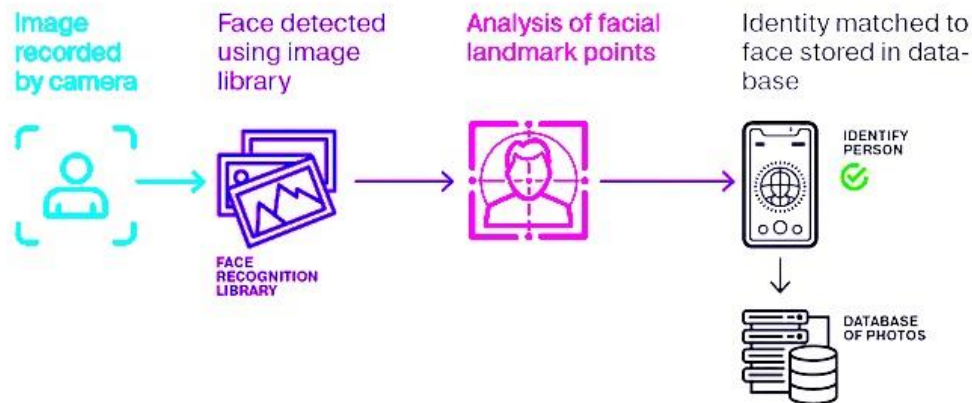 Image
recorded
by camera
Face detected
using image
library
Analysis of facial
landmark points
Identity matched to
face stored in data-
base
FACE
RECOGNITION
LIBRARY
IDENTIFY
PERSON
DATABASE
OF PHOTOS